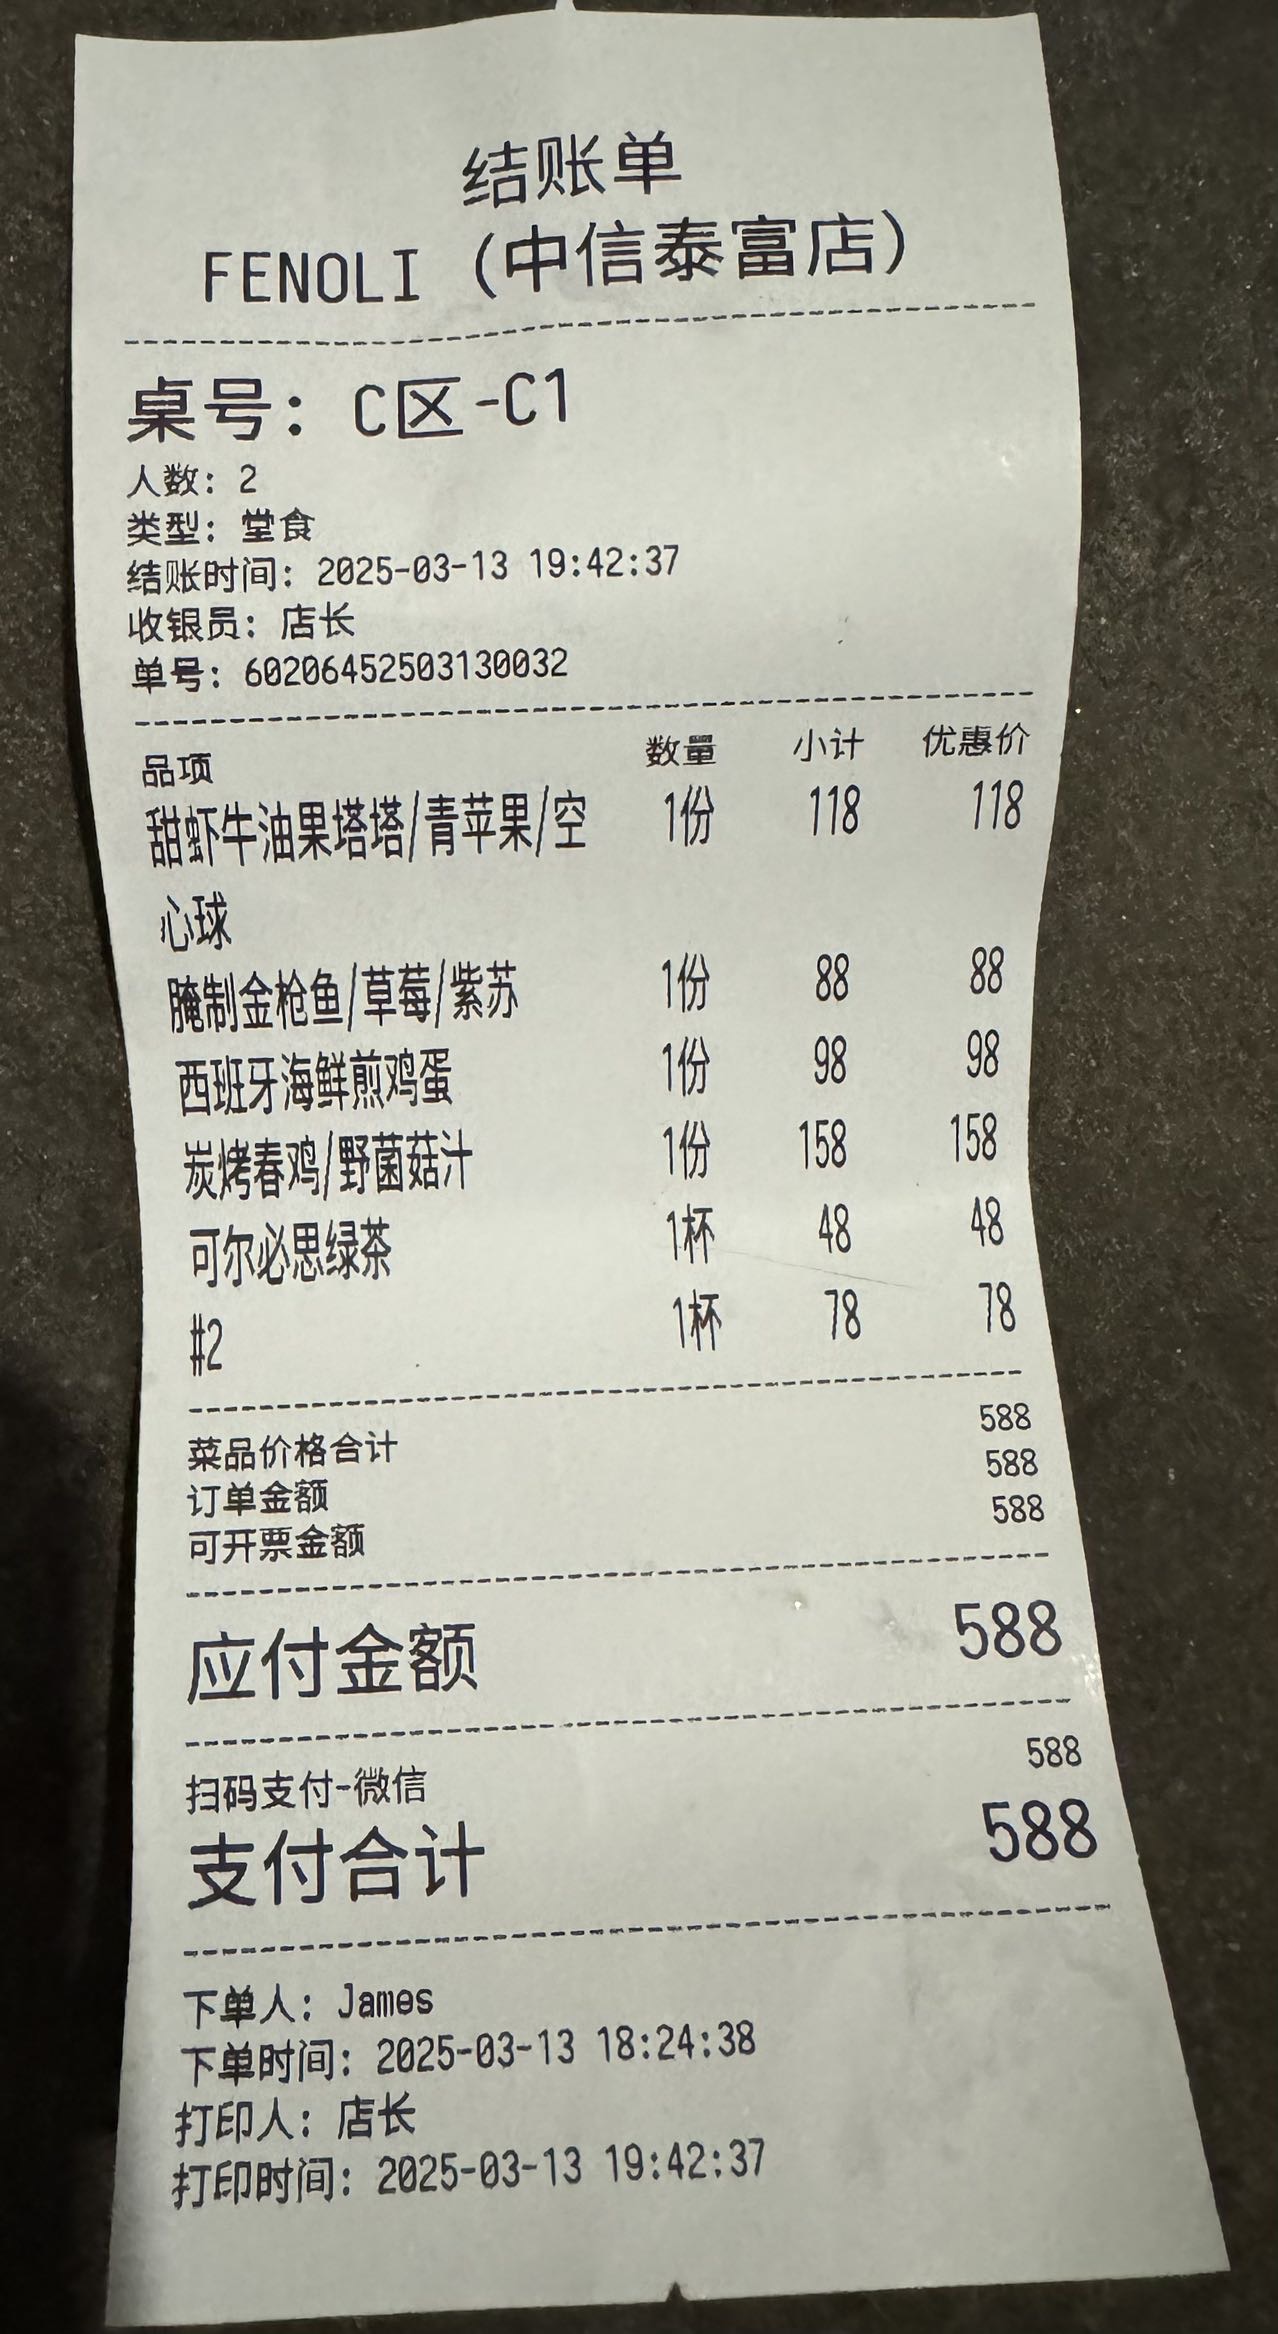 结账单
FENOLI (中信泰富店)
桌号: C区-C1
人数: 2
类型: 堂食
结账时间: 2025-03-13 19:42:37
收银员: 店长
单号: 60206452503130032
品项 数量 小计 优惠价
甜虾牛油果塔塔/青苹果/空 1份 118 118
心球
腌制金枪鱼/草莓/紫苏 1份 88 88
西班牙海鲜煎鸡蛋 1份 98 98
炭烤春鸡/野菌菇汁 1份 158 158
可尔必思绿茶 1杯 48 48
#2 1杯 78 78
菜品价格合计 588
订单金额 588
可开票金额 588
应付金额 588
扫码支付-微信 588
支付合计 588
下单人: James
下单时间: 2025-03-13 18:24:38
打印人: 店长
打印时间: 2025-03-13 19:42:37